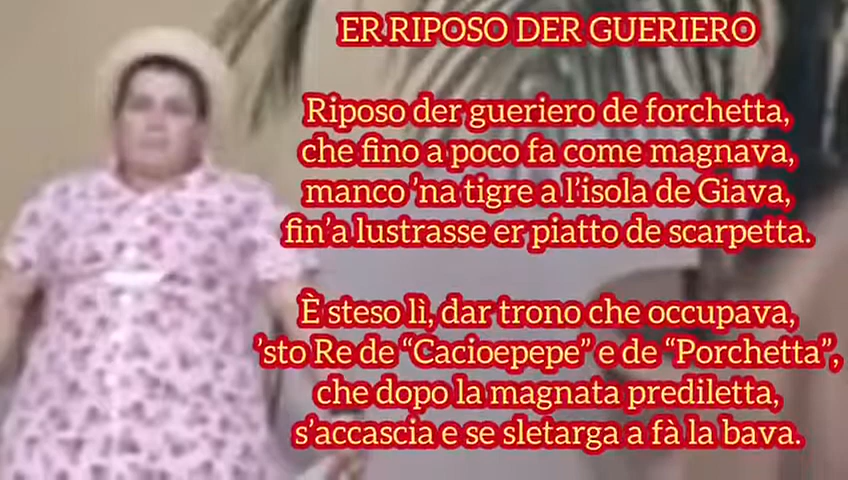 ER RIPOSO DER GUERIERO
Riposo der gueriero de forchetta,
che fino a poco fa come magnava,
manco 'na tigre a l'isola de Giava,
fin'a lustrasse er piatto de scarpetta.
È steso lì, dar trono che occupava,
'sto Re de “Cacioepepe” e de “Porchetta”,
che dopo la magnata prediletta,
s'accascia e se sletarga a fà la bava.